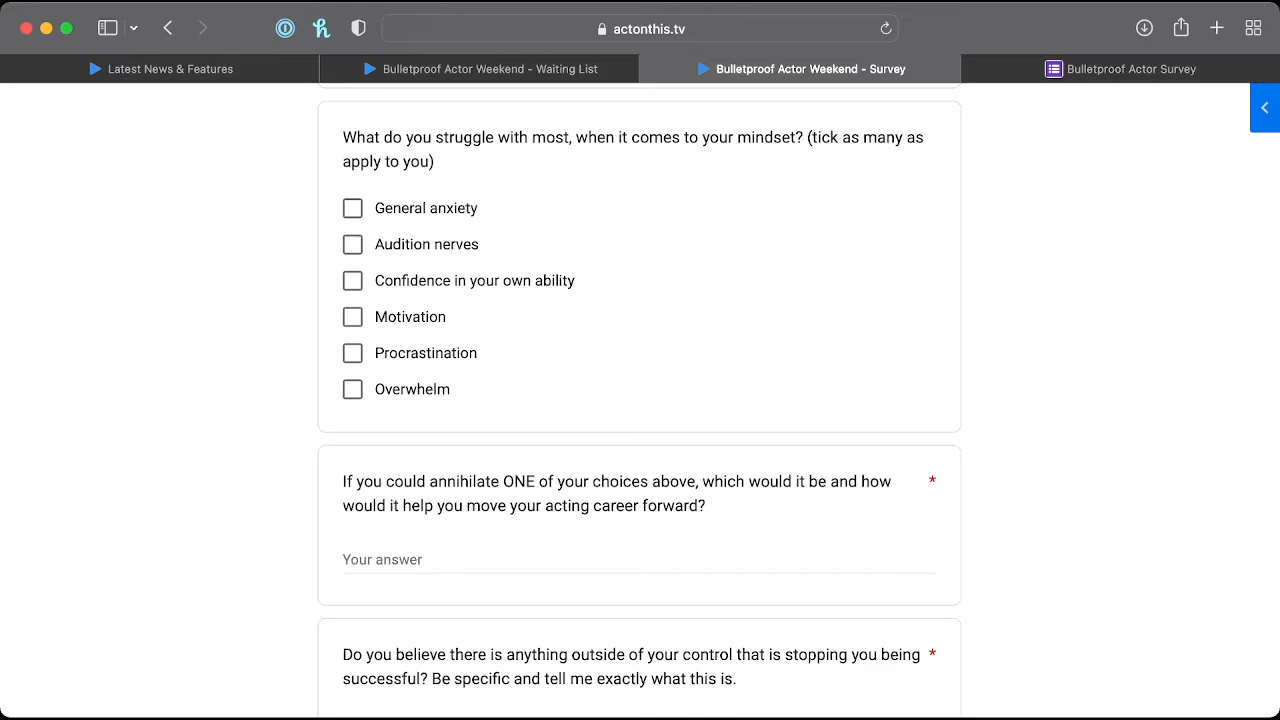 actonthis.tv
Latest News & Features
Bulletproof Actor Weekend - Waiting List
Bulletproof Actor Weekend - Survey
Bulletproof Actor Survey
What do you struggle with most, when it comes to your mindset? (tick as many as
apply to you)
General anxiety
Audition nerves
Confidence in your own ability
Motivation
Procrastination
Overwhelm
If you could annihilate ONE of your choices above, which would it be and how *
would it help you move your acting career forward?
Your answer
Do you believe there is anything outside of your control that is stopping you being *
successful? Be specific and tell me exactly what this is.